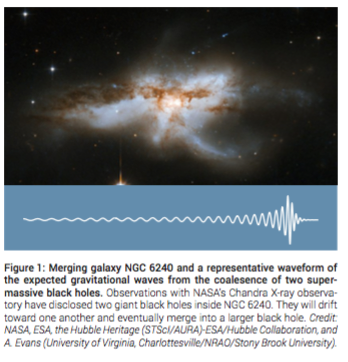 Figure 1: Merging galaxy NGC 6240 and a representative waveform of
the expected gravitational waves from the coalesence of two super-
massive black holes. Observations with NASA's Chandra X-ray observa-
tory have disclosed two giant black holes inside NGC 6240. They will drift
toward one another and eventually merge into a larger black hole. Credit:
NASA, ESA, the Hubble Heritage (STScI/AURA)-ESA/Hubble Collaboration, and
A. Evans (University of Virginia, Charlottesville/NRAO/Stony Brook University).